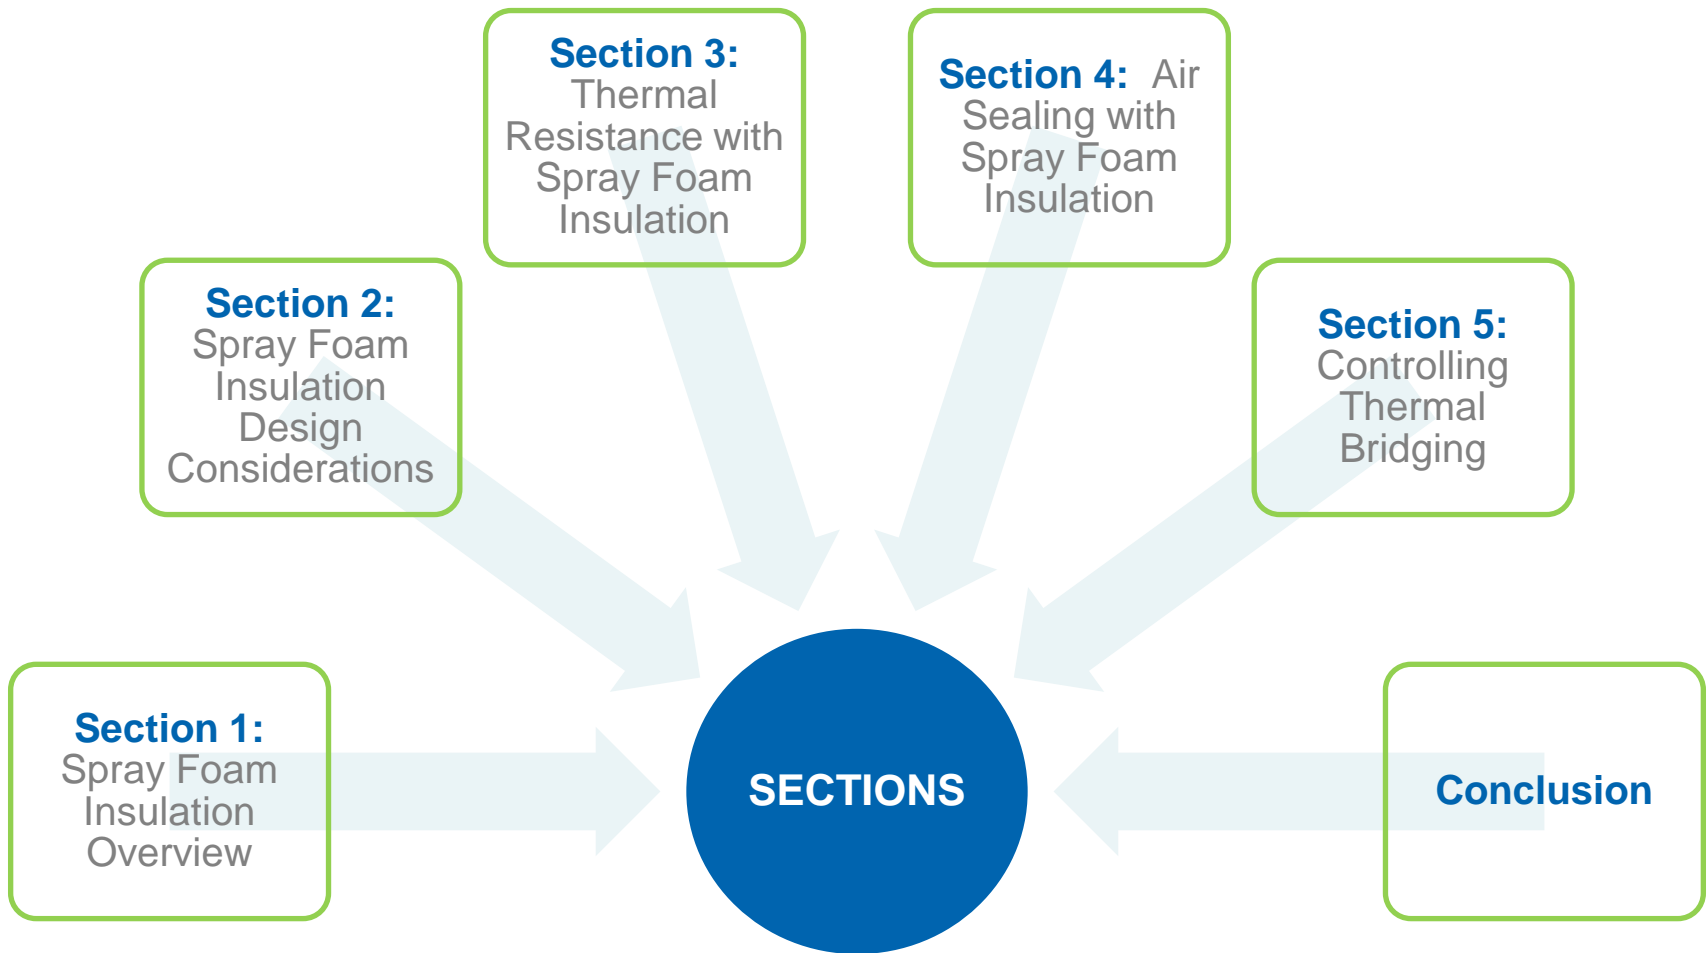 Section 1:
Spray Foam
Insulation
Overview
Section 2:
Spray Foam
Insulation
Design
Considerations
Section 3:
Thermal
Resistance with
Spray Foam
Insulation
Section 4:  Air
Sealing with
Spray Foam
Insulation
Section 5:
Controlling
Thermal
Bridging
Conclusion
SECTIONS